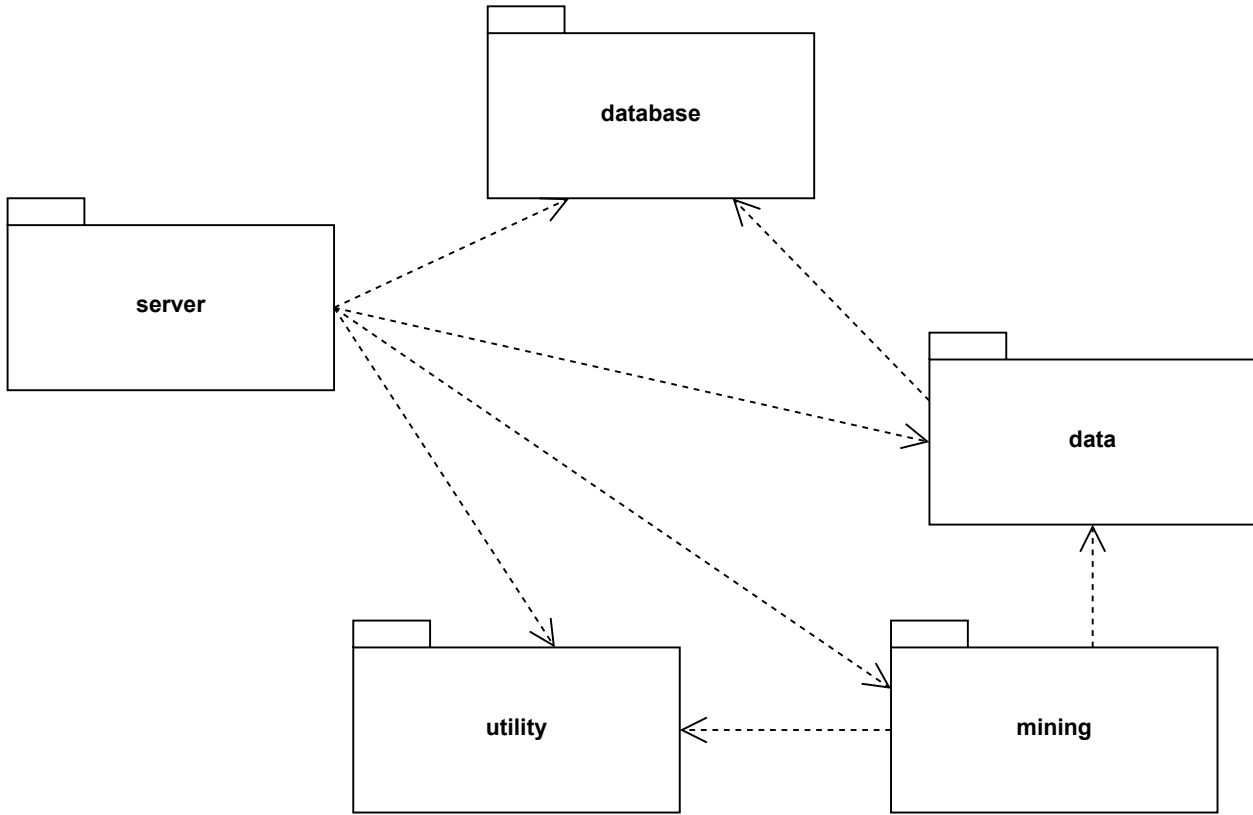 database
server
data
utility
mining